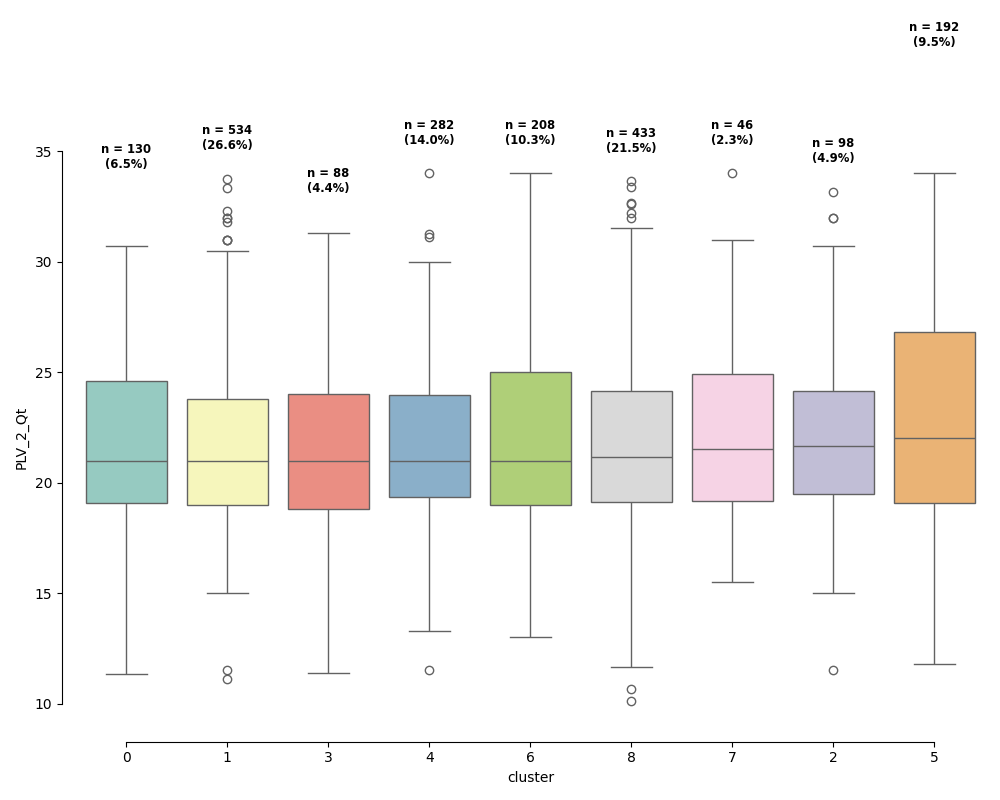 n = 192
(9.5%)
n = 282
(14.0%)
n = 208
(10.3%)
n = 46
(2.3%)
n = 534
(26.6%)
n = 433
(21.5%)
n = 98
(4.9%)
n = 130
(6.5%)
n = 88
(4.4%)
35
30
25
20
15
10
PLV_2_Qt
0 1 3 4 6 8 7 2 5
cluster